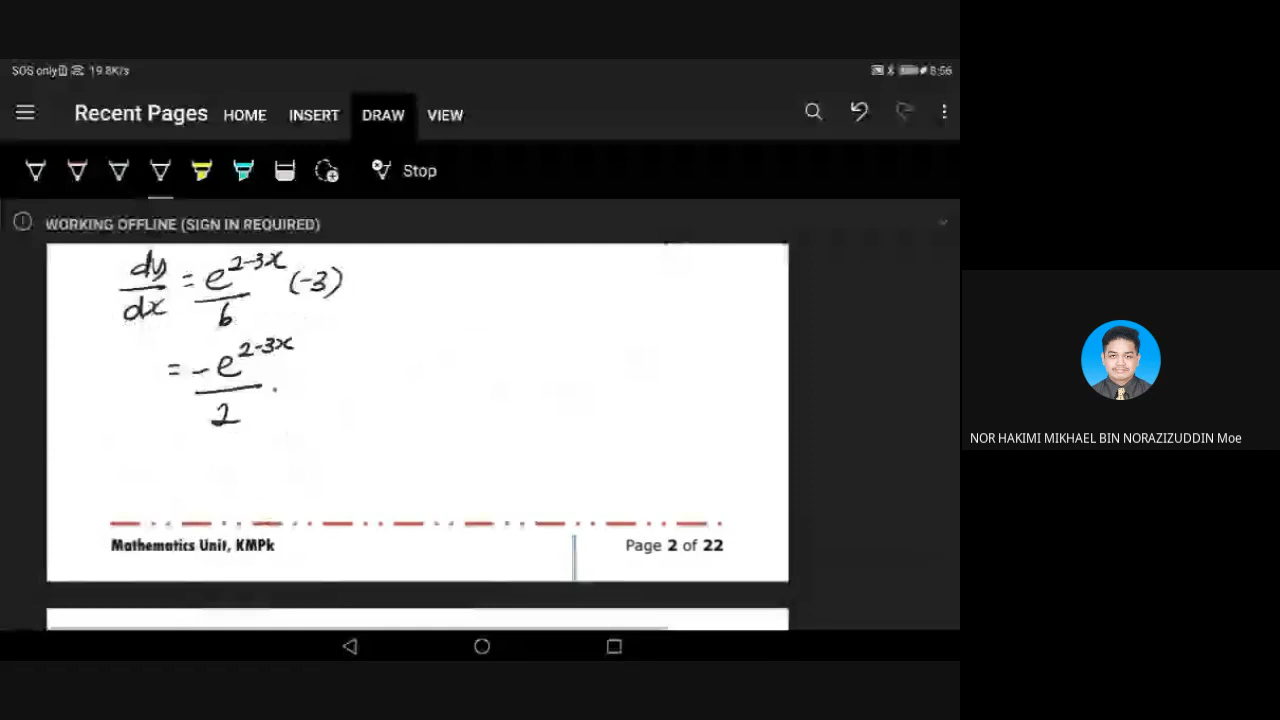 SOS only 19.8K/s 8:56
Recent Pages HOME INSERT DRAW VIEW
Stop
WORKING OFFLINE (SIGN IN REQUIRED)
dy/dx = e^(2-3x)/6 (-3)
= -e^(2-3x)/2.
Mathematics Unit, KMPk Page 2 of 22
NOR HAKIMI MIKHAEL BIN NORAZIZUDDIN Moe